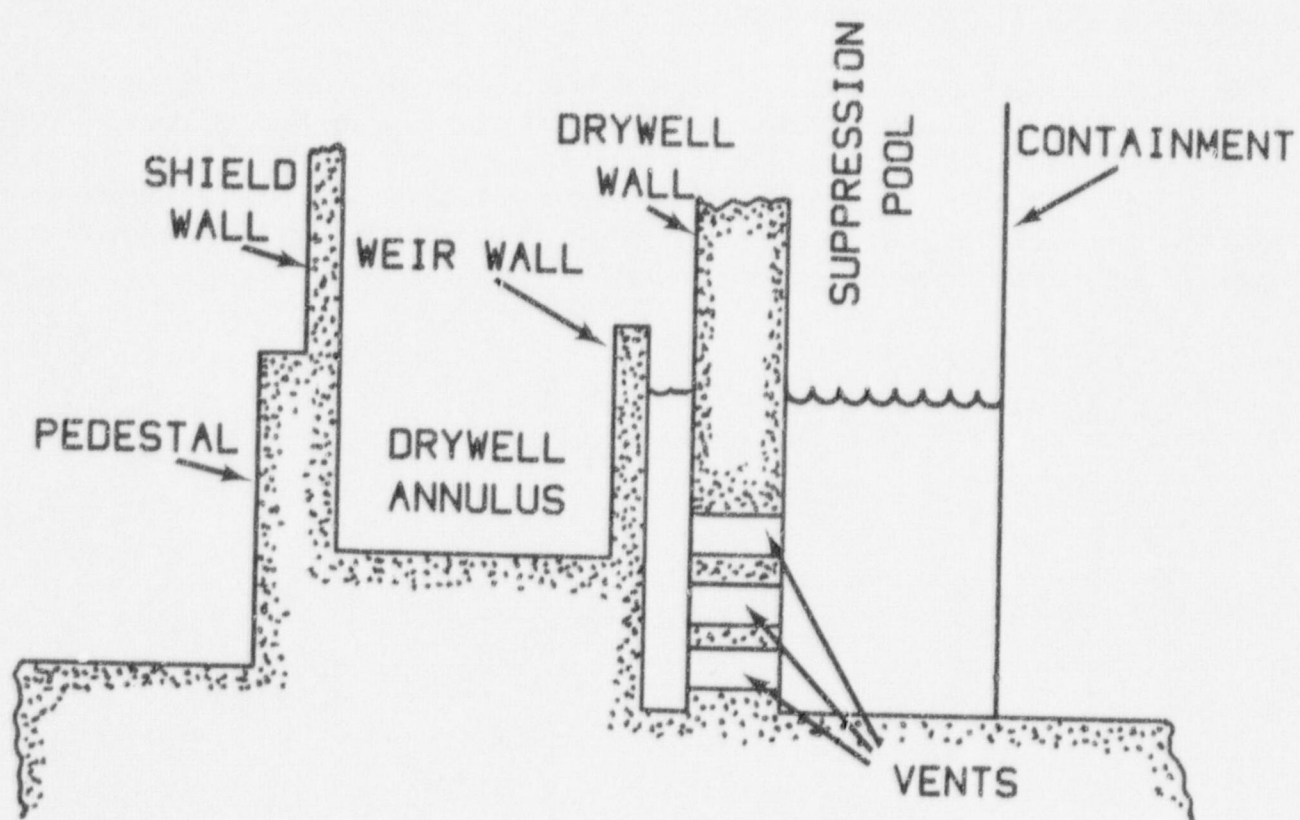 SUPPRESSION
POOL
DRYWELL
WALL
CONTAINMENT
SHIELD
WALL
WEIR WALL
PEDESTAL
DRYWELL
ANNULUS
VENTS